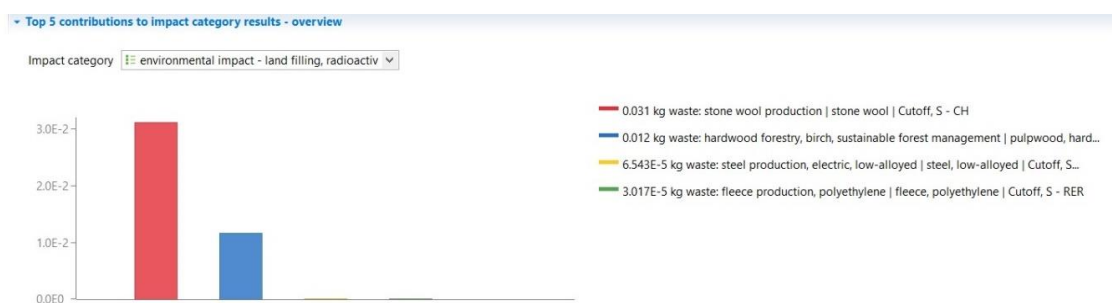 Top 5 contributions to impact category results - overview
Impact category environmental impact - land filling, radioactiv
0.031 kg waste: stone wool production | stone wool | Cutoff, S - CH
0.012 kg waste: hardwood forestry, birch, sustainable forest management | pulpwood, hard...
6.543E-5 kg waste: steel production, electric, low-alloyed | steel, low-alloyed | Cutoff, S...
3.017E-5 kg waste: fleece production, polyethylene | fleece, polyethylene | Cutoff, S - RER
3.0E-2
2.0E-2
1.0E-2
0.0E0